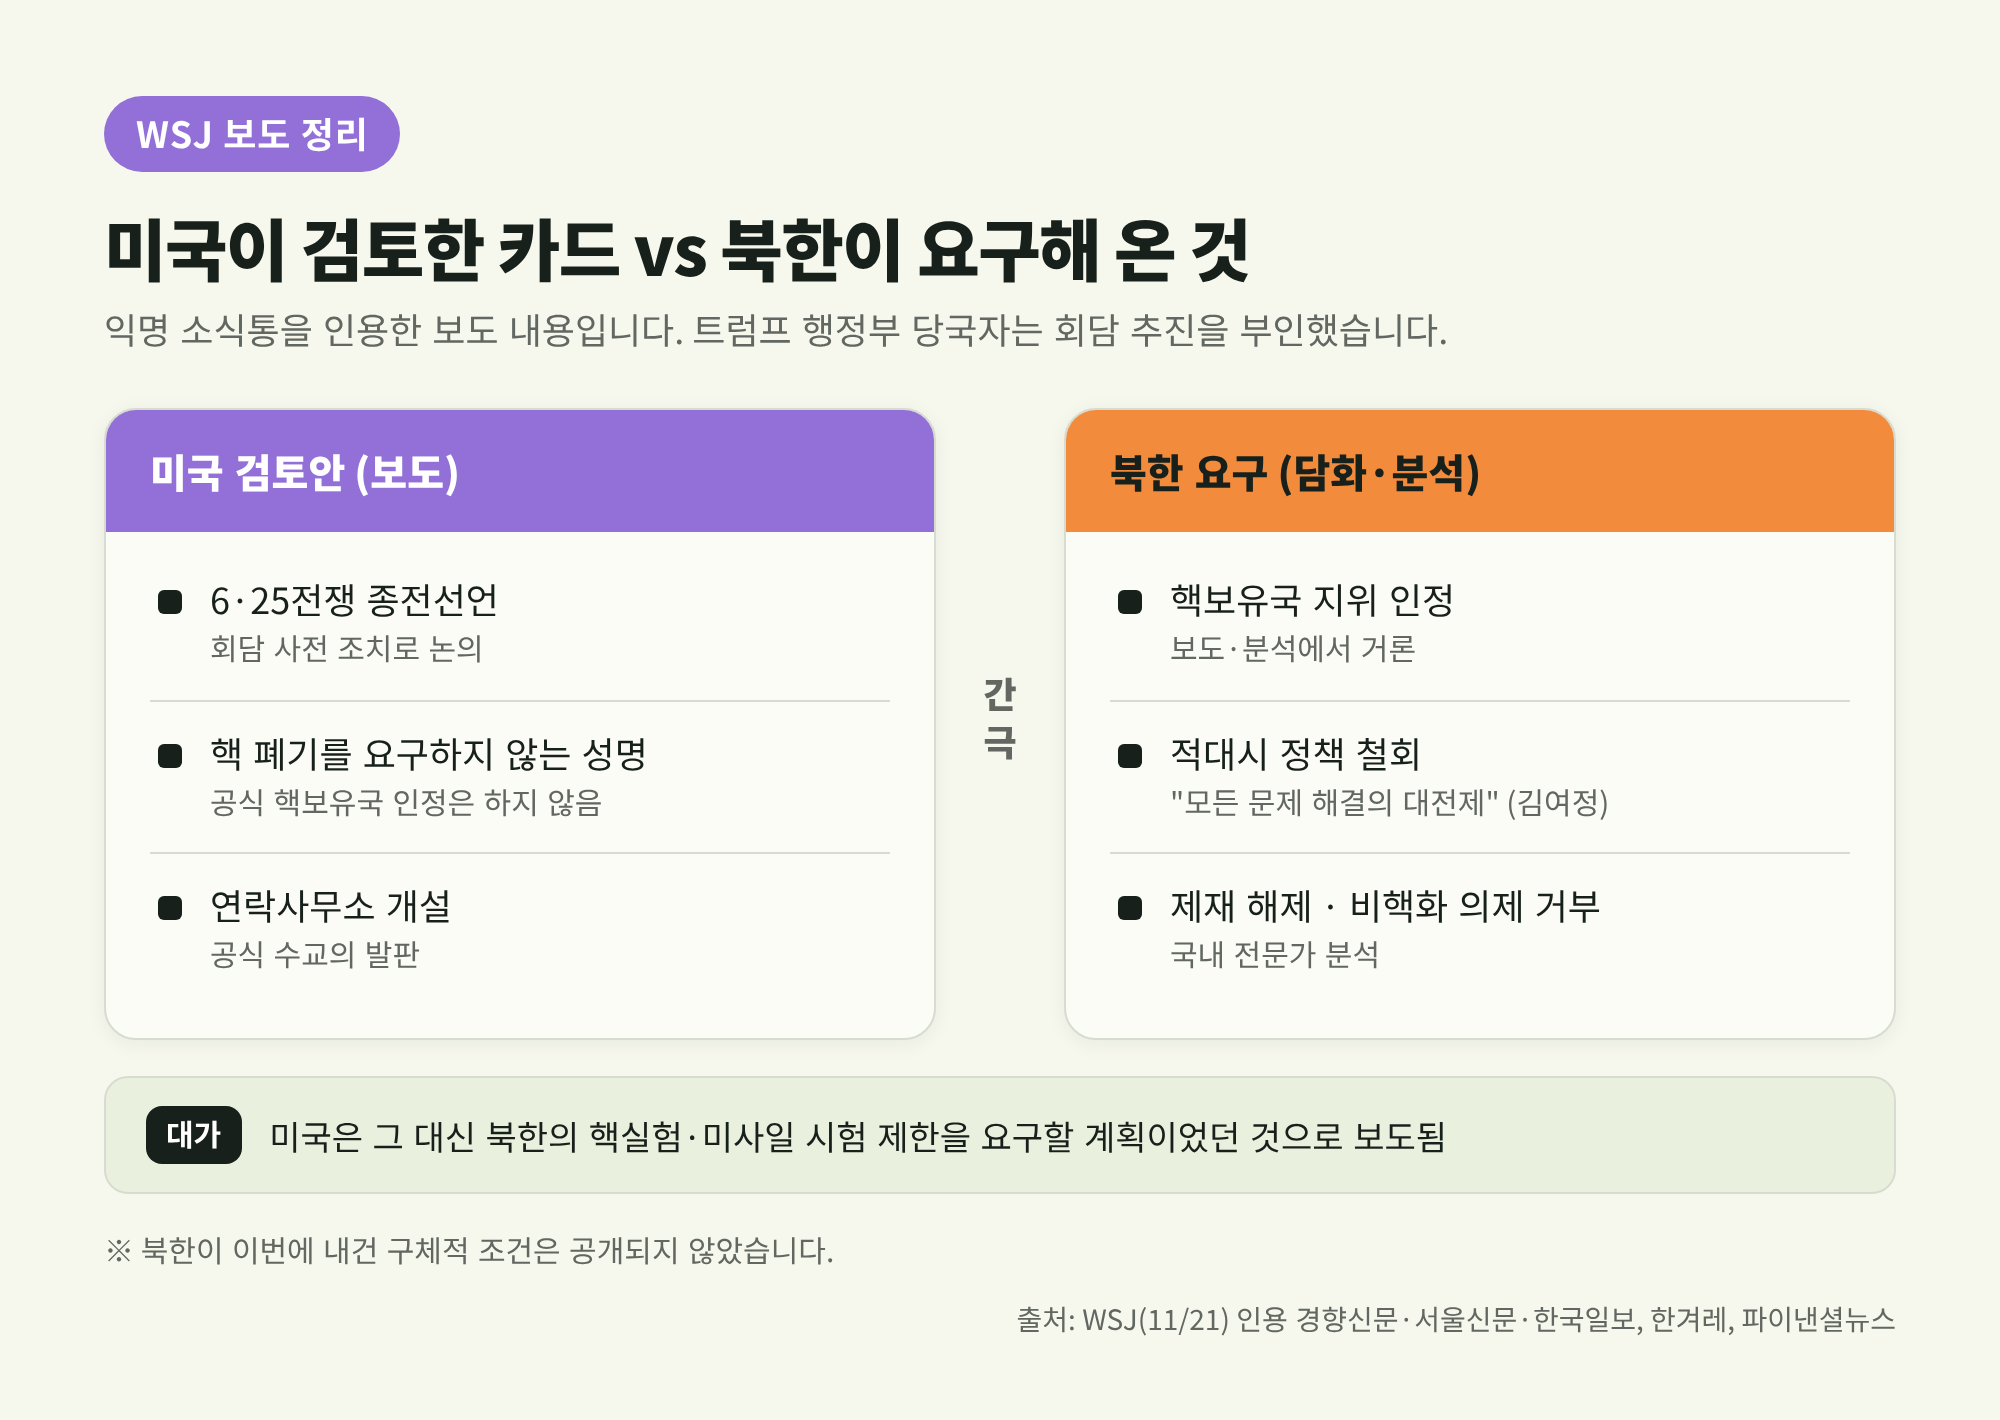 WSJ 보도 정리
미국이 검토한 카드 vs 북한이 요구해 온 것
익명 소식통을 인용한 보도 내용입니다. 트럼프 행정부 당국자는 회담 추진을 부인했습니다.
미국 검토안 (보도)
6·25전쟁 종전선언
회담 사전 조치로 논의
핵 폐기를 요구하지 않는 성명
공식 핵보유국 인정은 하지 않음
연락사무소 개설
공식 수교의 발판
간
극
북한 요구 (담화·분석)
핵보유국 지위 인정
보도·분석에서 거론
적대시 정책 철회
"모든 문제 해결의 대전제" (김여정)
제재 해제 · 비핵화 의제 거부
국내 전문가 분석
대가 미국은 그 대신 북한의 핵실험·미사일 시험 제한을 요구할 계획이었던 것으로 보도됨
※ 북한이 이번에 내건 구체적 조건은 공개되지 않았습니다.
출처: WSJ(11/21) 인용 경향신문·서울신문·한국일보, 한겨레, 파이낸셜뉴스